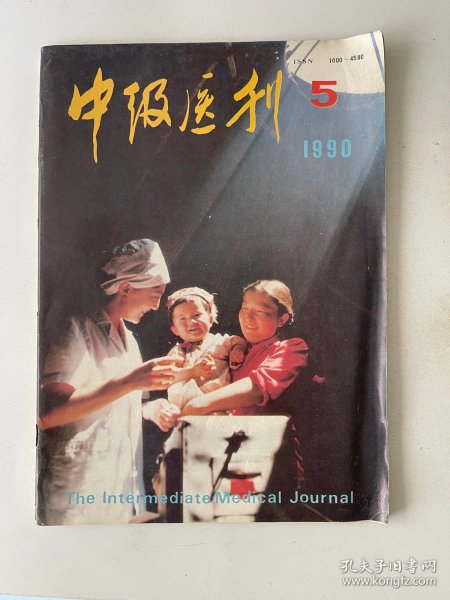 ISSN 1000-4580
中级医刊
5
1990
The Intermediate Medical Journal
孔夫子旧书网
www.kongfz.com